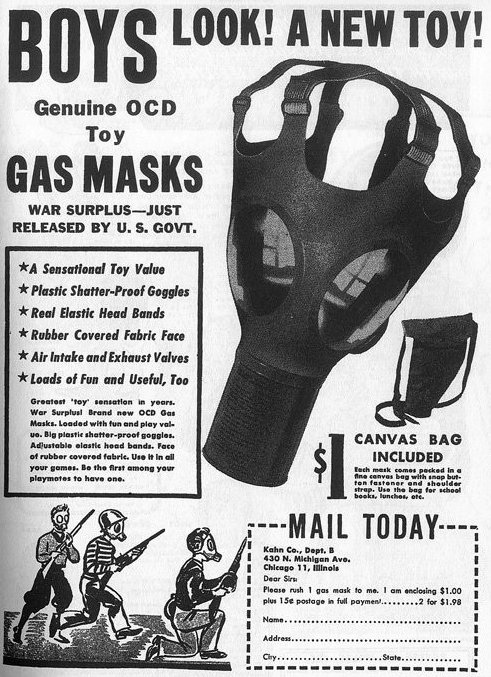 BOYS LOOK! A NEW TOY!
Genuine OCD
Toy
GAS MASKS
WAR SURPLUS—JUST
RELEASED BY U. S. GOVT.
★A Sensational Toy Value
★Plastic Shatter-Proof Goggles
★Real Elastic Head Bands
★Rubber Covered Fabric Face
★Air Intake and Exhaust Valves
★Loads of Fun and Useful, Too
Greatest 'toy' sensation in years.
War Surplus! Brand new OCD Gas
Masks. Loaded with fun and play val-
ue. Big plastic shatter-proof goggles.
Adjustable elastic head bands. Face
of rubber covered fabric. Use it in all
your games. Be the first among your
playmates to have one.
$1
CANVAS BAG
INCLUDED
Each mask comes packed in a
fine canvas bag with snap but-
ton fastener and shoulder
strap. Use the bag for school
books, lunches, etc.
MAIL TODAY
Kahn Co., Dept. B
430 N. Michigan Ave.
Chicago 11, Illinois
Dear Sirs:
Please rush 1 gas mask to me. I am enclosing $1.00
plus 15¢ postage in full payment.........2 for $1.98
Name
Address
City State